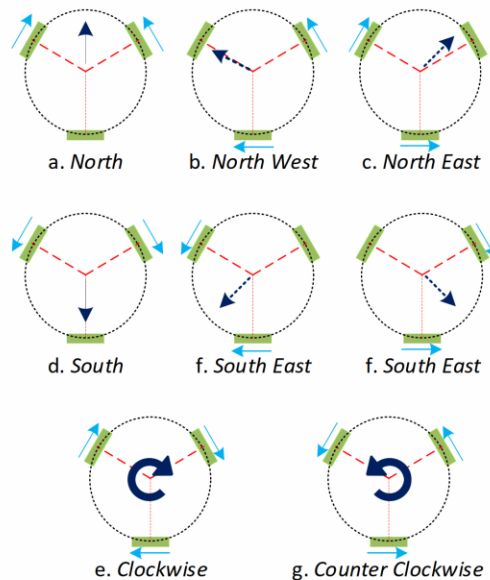 a. North
b. North West
c. North East
d. South
f. South East
f. South East
e. Clockwise
g. Counter Clockwise